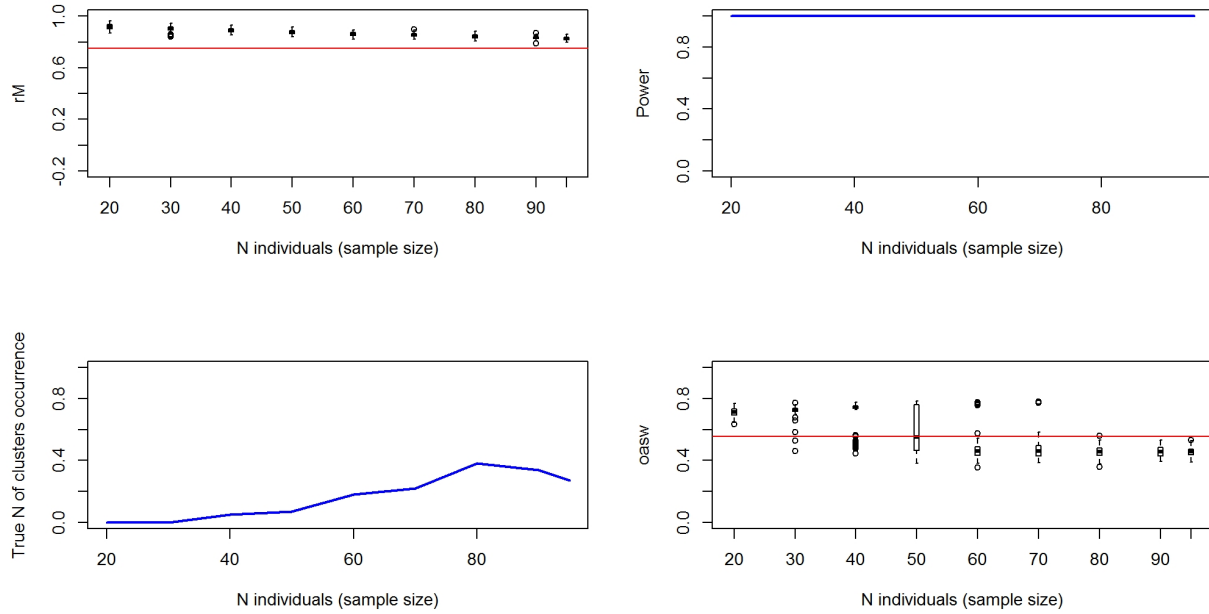 rM
1.0
0.6
0.2
-0.2
20 30 40 50 60 70 80 90
N individuals (sample size)
Power
0.8
0.4
0.0
20 40 60 80
N individuals (sample size)
True N of clusters occurrence
0.8
0.4
0.0
20 40 60 80
N individuals (sample size)
oasw
0.8
0.4
0.0
20 30 40 50 60 70 80 90
N individuals (sample size)